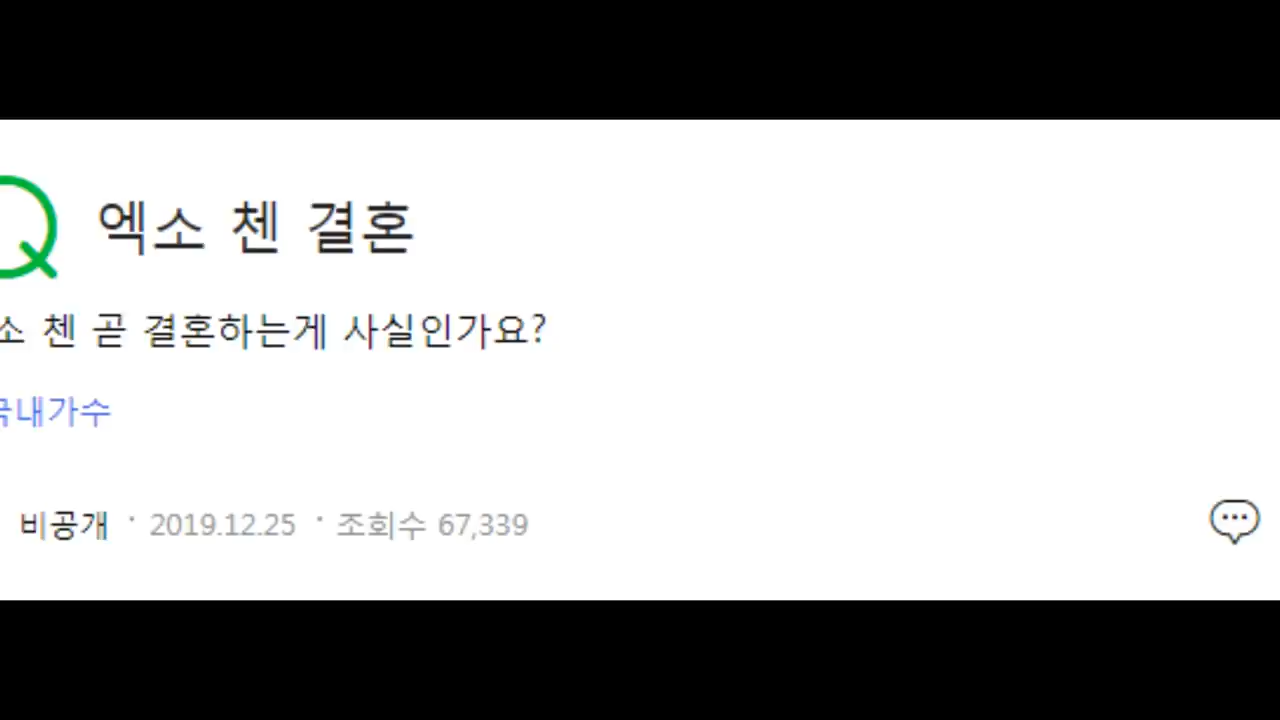 Q 엑소 첸 결혼
소 첸 곧 결혼하는게 사실인가요?
국내가수
비공개 · 2019.12.25 · 조회수 67,339